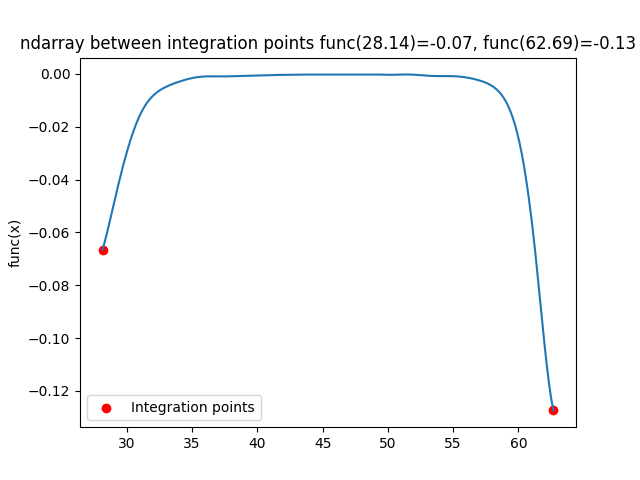 ndarray between integration points func(28.14)=-0.07, func(62.69)=-0.13
0.00
−0.02
−0.04
−0.06
−0.08
−0.10
−0.12
func(x)
Integration points
30 35 40 45 50 55 60